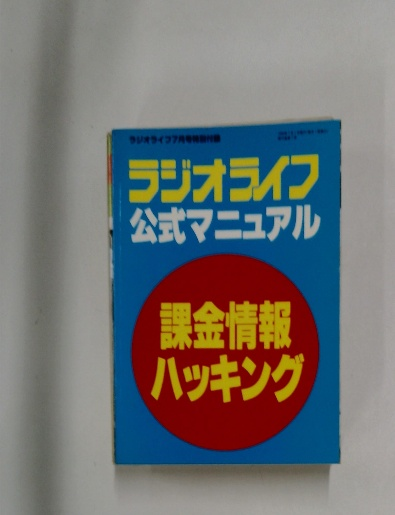 ラジオライフ7月号特別付録
ラジオライフ
公式マニュアル
課金情報
ハッキング